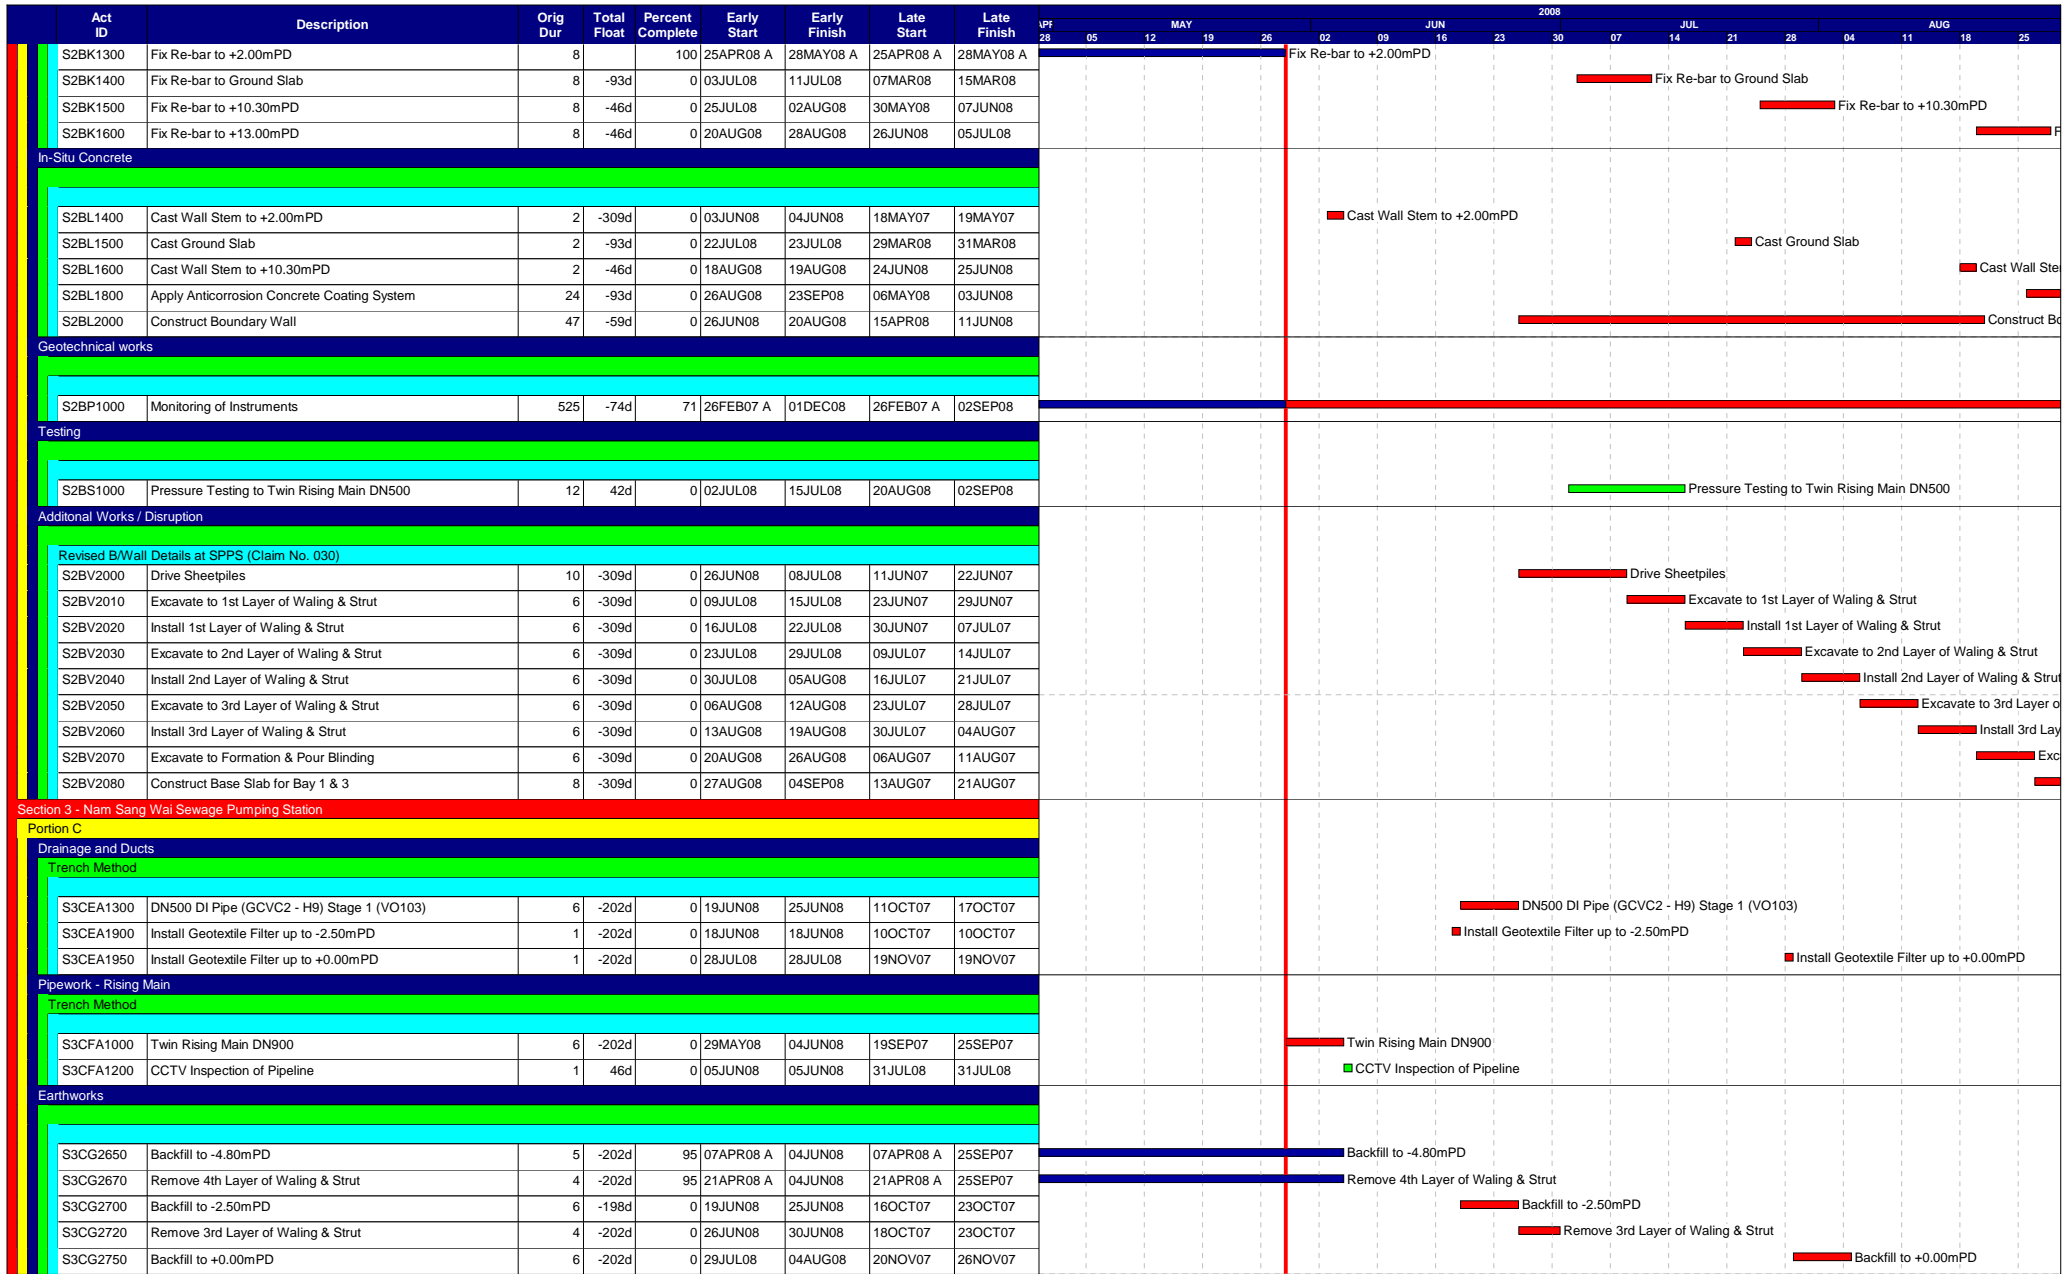 Act ID Description Orig Dur Total Float Percent Complete Early Start Early Finish Late Start Late Finish
2008
APR MAY JUN JUL AUG
28 05 12 19 26 02 09 16 23 30 07 14 21 28 04 11 18 25
S2BK1300 Fix Re-bar to +2.00mPD 8 100 25APR08 A 28MAY08 A 25APR08 A 28MAY08 A Fix Re-bar to +2.00mPD
S2BK1400 Fix Re-bar to Ground Slab 8 -93d 0 03JUL08 11JUL08 07MAR08 15MAR08 Fix Re-bar to Ground Slab
S2BK1500 Fix Re-bar to +10.30mPD 8 -46d 0 25JUL08 02AUG08 30MAY08 07JUN08 Fix Re-bar to +10.30mPD
S2BK1600 Fix Re-bar to +13.00mPD 8 -46d 0 20AUG08 28AUG08 26JUN08 05JUL08 F
In-Situ Concrete
S2BL1400 Cast Wall Stem to +2.00mPD 2 -309d 0 03JUN08 04JUN08 18MAY07 19MAY07 Cast Wall Stem to +2.00mPD
S2BL1500 Cast Ground Slab 2 -93d 0 22JUL08 23JUL08 29MAR08 31MAR08 Cast Ground Slab
S2BL1600 Cast Wall Stem to +10.30mPD 2 -46d 0 18AUG08 19AUG08 24JUN08 25JUN08 Cast Wall Ste
S2BL1800 Apply Anticorrosion Concrete Coating System 24 -93d 0 26AUG08 23SEP08 06MAY08 03JUN08
S2BL2000 Construct Boundary Wall 47 -59d 0 26JUN08 20AUG08 15APR08 11JUN08 Construct Bo
Geotechnical works
S2BP1000 Monitoring of Instruments 525 -74d 71 26FEB07 A 01DEC08 26FEB07 A 02SEP08
Testing
S2BS1000 Pressure Testing to Twin Rising Main DN500 12 42d 0 02JUL08 15JUL08 20AUG08 02SEP08 Pressure Testing to Twin Rising Main DN500
Additonal Works / Disruption
Revised B/Wall Details at SPPS (Claim No. 030)
S2BV2000 Drive Sheetpiles 10 -309d 0 26JUN08 08JUL08 11JUN07 22JUN07 Drive Sheetpiles
S2BV2010 Excavate to 1st Layer of Waling & Strut 6 -309d 0 09JUL08 15JUL08 23JUN07 29JUN07 Excavate to 1st Layer of Waling & Strut
S2BV2020 Install 1st Layer of Waling & Strut 6 -309d 0 16JUL08 22JUL08 30JUN07 07JUL07 Install 1st Layer of Waling & Strut
S2BV2030 Excavate to 2nd Layer of Waling & Strut 6 -309d 0 23JUL08 29JUL08 09JUL07 14JUL07 Excavate to 2nd Layer of Waling & Strut
S2BV2040 Install 2nd Layer of Waling & Strut 6 -309d 0 30JUL08 05AUG08 16JUL07 21JUL07 Install 2nd Layer of Waling & Strut
S2BV2050 Excavate to 3rd Layer of Waling & Strut 6 -309d 0 06AUG08 12AUG08 23JUL07 28JUL07 Excavate to 3rd Layer o
S2BV2060 Install 3rd Layer of Waling & Strut 6 -309d 0 13AUG08 19AUG08 30JUL07 04AUG07 Install 3rd Lay
S2BV2070 Excavate to Formation & Pour Blinding 6 -309d 0 20AUG08 26AUG08 06AUG07 11AUG07 Exc
S2BV2080 Construct Base Slab for Bay 1 & 3 8 -309d 0 27AUG08 04SEP08 13AUG07 21AUG07
Section 3 - Nam Sang Wai Sewage Pumping Station
Portion C
Drainage and Ducts
Trench Method
S3CEA1300 DN500 DI Pipe (GCVC2 - H9) Stage 1 (VO103) 6 -202d 0 19JUN08 25JUN08 11OCT07 17OCT07 DN500 DI Pipe (GCVC2 - H9) Stage 1 (VO103)
S3CEA1900 Install Geotextile Filter up to -2.50mPD 1 -202d 0 18JUN08 18JUN08 10OCT07 10OCT07 Install Geotextile Filter up to -2.50mPD
S3CEA1950 Install Geotextile Filter up to +0.00mPD 1 -202d 0 28JUL08 28JUL08 19NOV07 19NOV07 Install Geotextile Filter up to +0.00mPD
Pipework - Rising Main
Trench Method
S3CFA1000 Twin Rising Main DN900 6 -202d 0 29MAY08 04JUN08 19SEP07 25SEP07 Twin Rising Main DN900
S3CFA1200 CCTV Inspection of Pipeline 1 46d 0 05JUN08 05JUN08 31JUL08 31JUL08 CCTV Inspection of Pipeline
Earthworks
S3CG2650 Backfill to -4.80mPD 5 -202d 95 07APR08 A 04JUN08 07APR08 A 25SEP07 Backfill to -4.80mPD
S3CG2670 Remove 4th Layer of Waling & Strut 4 -202d 95 21APR08 A 04JUN08 21APR08 A 25SEP07 Remove 4th Layer of Waling & Strut
S3CG2700 Backfill to -2.50mPD 6 -198d 0 19JUN08 25JUN08 16OCT07 23OCT07 Backfill to -2.50mPD
S3CG2720 Remove 3rd Layer of Waling & Strut 4 -202d 0 26JUN08 30JUN08 18OCT07 23OCT07 Remove 3rd Layer of Waling & Strut
S3CG2750 Backfill to +0.00mPD 6 -202d 0 29JUL08 04AUG08 20NOV07 26NOV07 Backfill to +0.00mPD